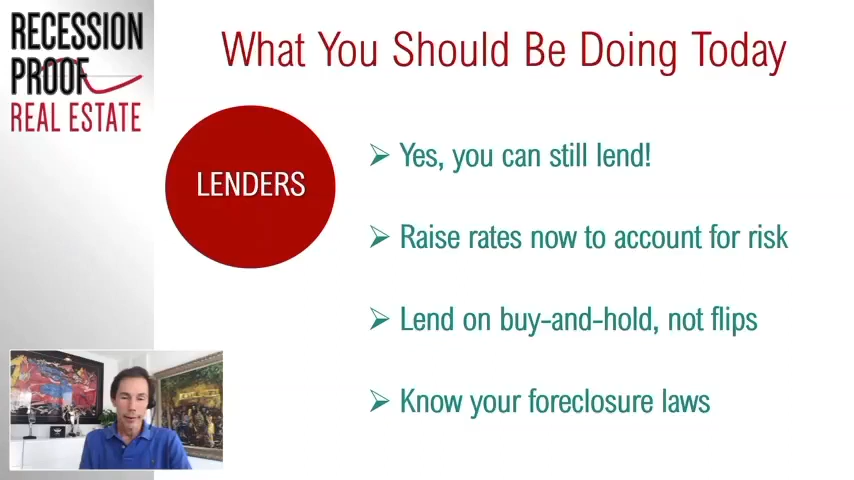 RECESSION
PROOF
REAL ESTATE
What You Should Be Doing Today
LENDERS
Yes, you can still lend!
Raise rates now to account for risk
Lend on buy-and-hold, not flips
Know your foreclosure laws